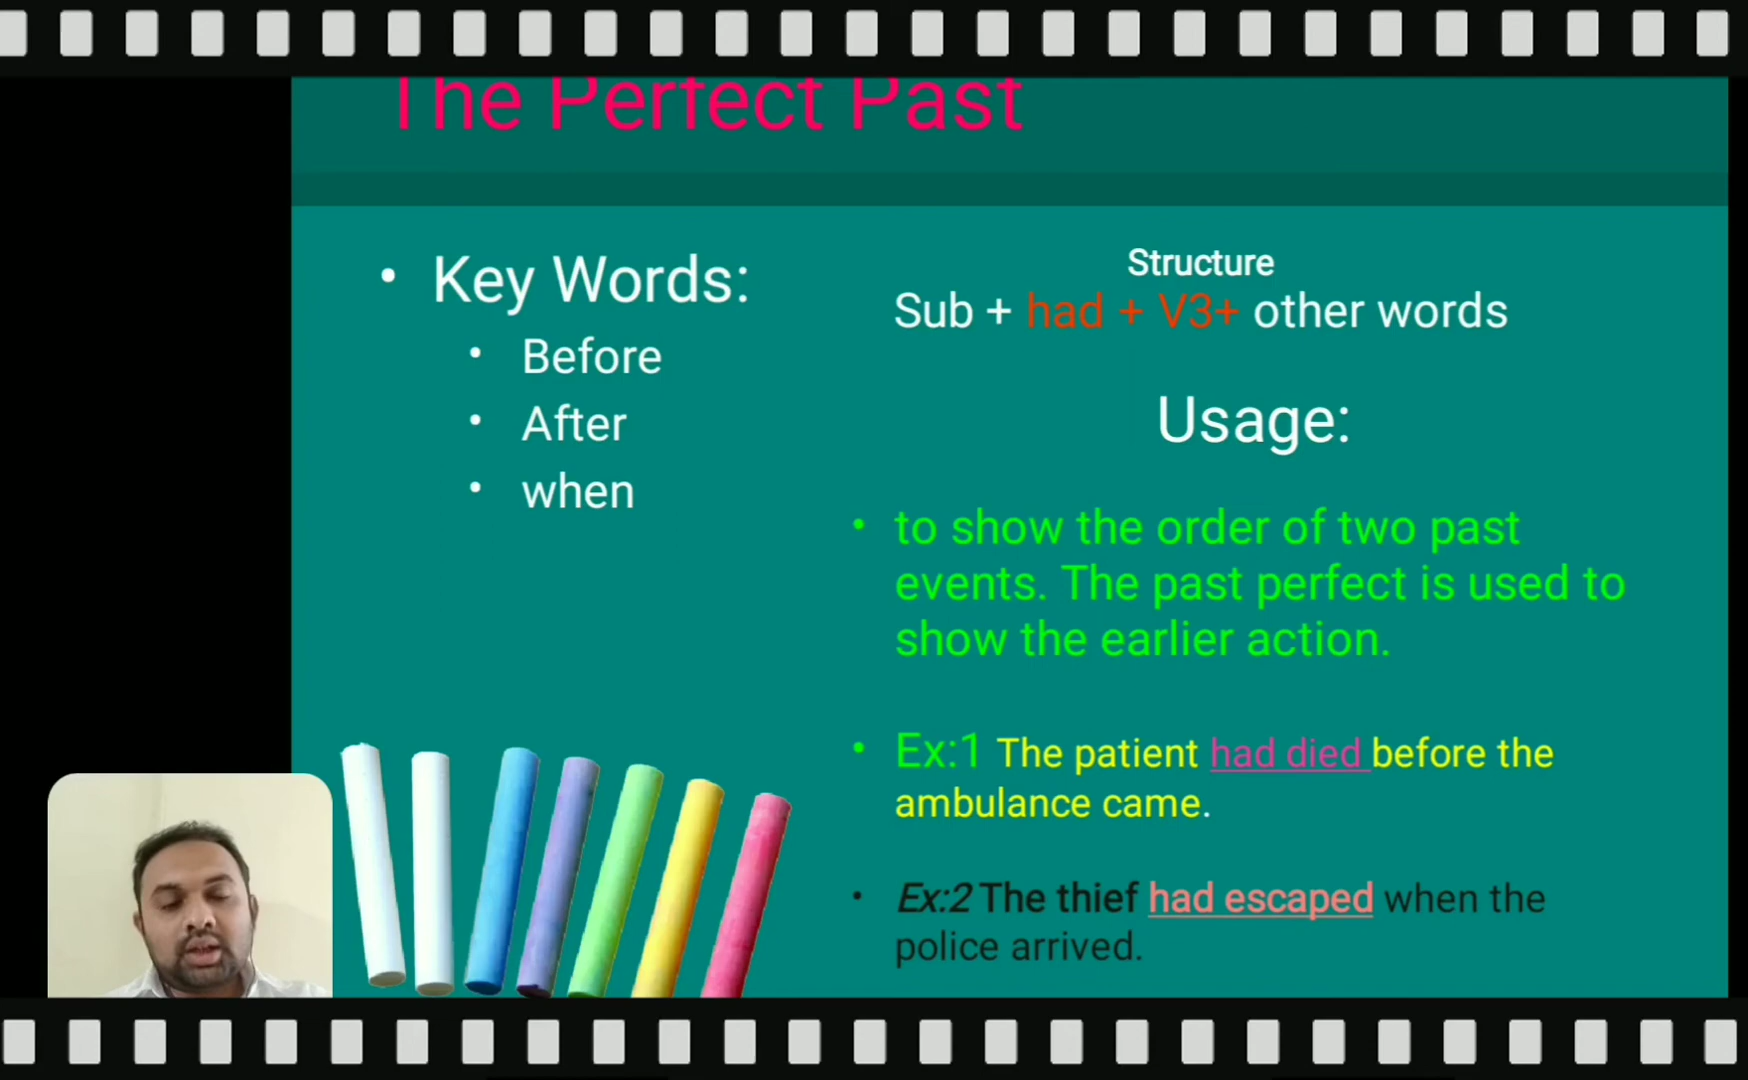 The Perfect Past
• Key Words:
• Before
• After
• when
Structure
Sub + had + V3+ other words
Usage:
• to show the order of two past
events. The past perfect is used to
show the earlier action.
• Ex:1 The patient had died before the
ambulance came.
• Ex:2 The thief had escaped when the
police arrived.